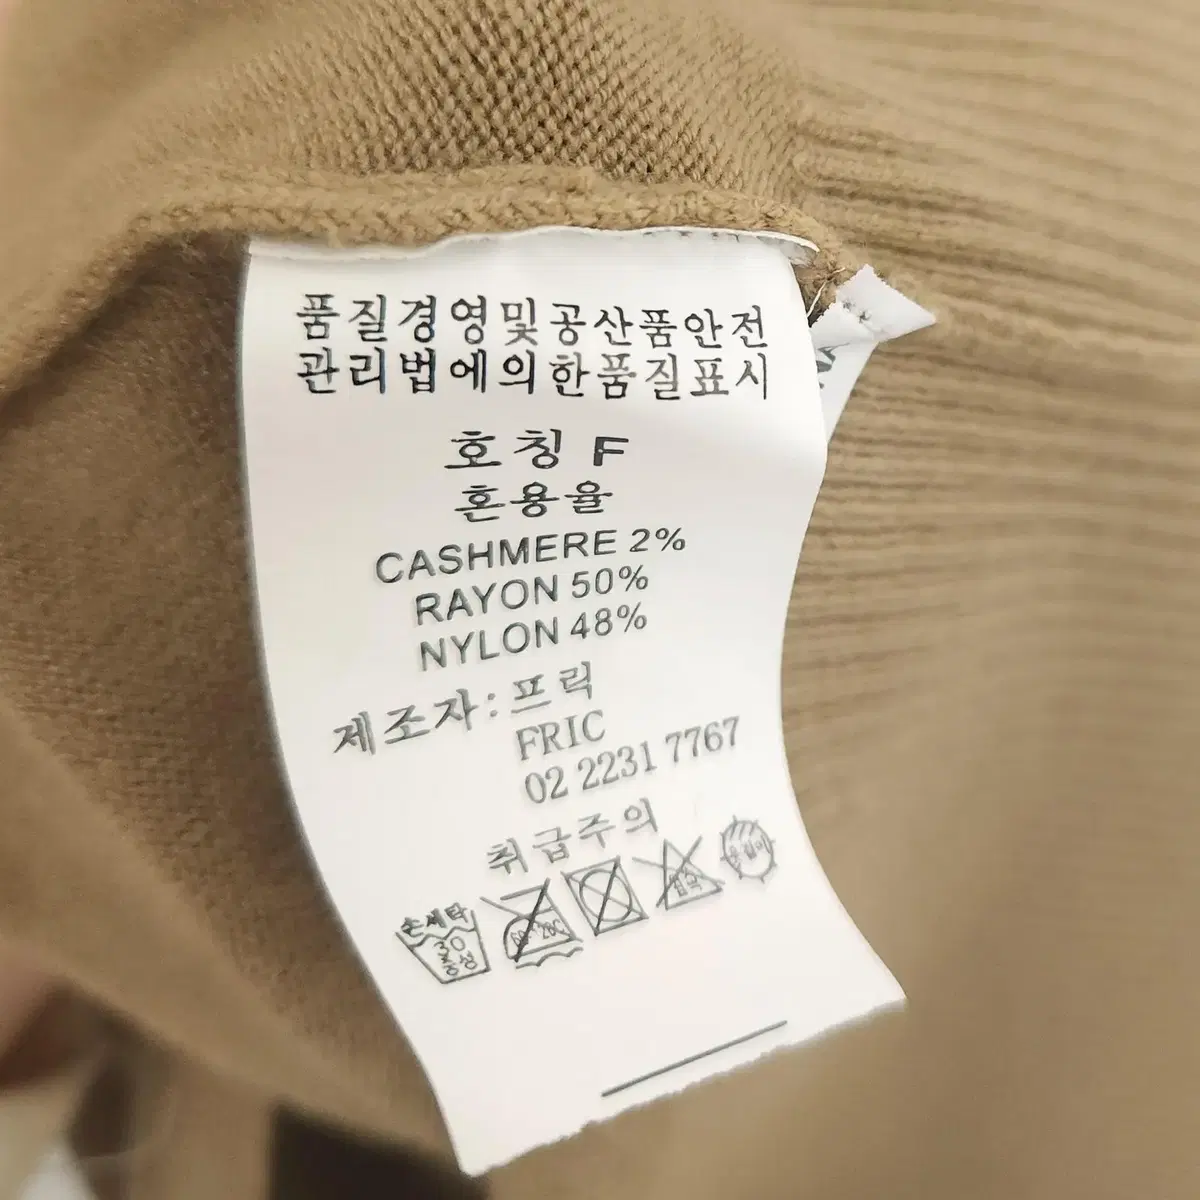 품질경영및공산품안전
관리법에의한품질표시
호칭 F
혼용율
CASHMERE 2%
RAYON 50%
NYLON 48%
제조자:프릭
FRIC
02 2231 7767
취급주의
손세탁
30
중성
표백